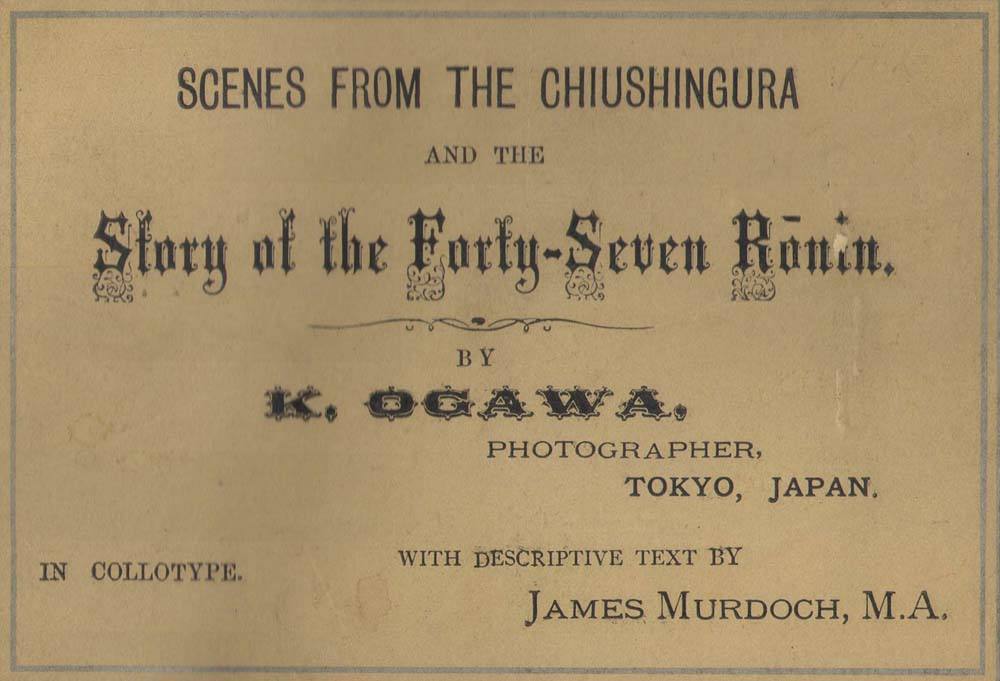 SCENES FROM THE CHIUSHINGURA
AND THE
Story of the Forty-Seven Rōnin.
BY
K. OGAWA.
PHOTOGRAPHER,
TOKYO, JAPAN.
IN COLLOTYPE.
WITH DESCRIPTIVE TEXT BY
JAMES MURDOCH, M.A.